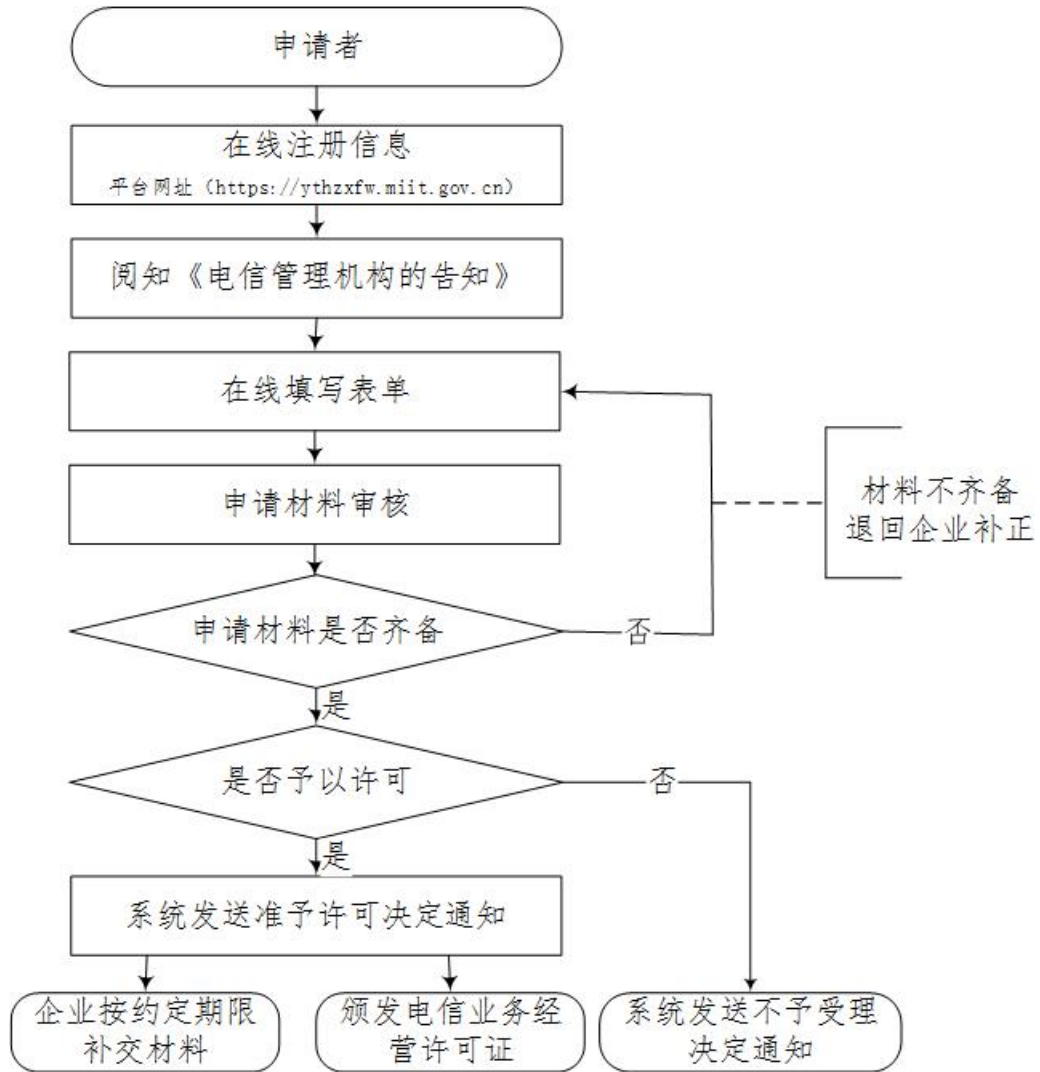 申请者
在线注册信息
平台网址（https://ythzxfw.miit.gov.cn）
阅知《电信管理机构的告知》
在线填写表单
申请材料审核
材料不齐备
退回企业补正
申请材料是否齐备
否
是
是否予以许可
否
是
系统发送准予许可决定通知
企业按约定期限
补交材料
颁发电信业务经
营许可证
系统发送不予受理
决定通知